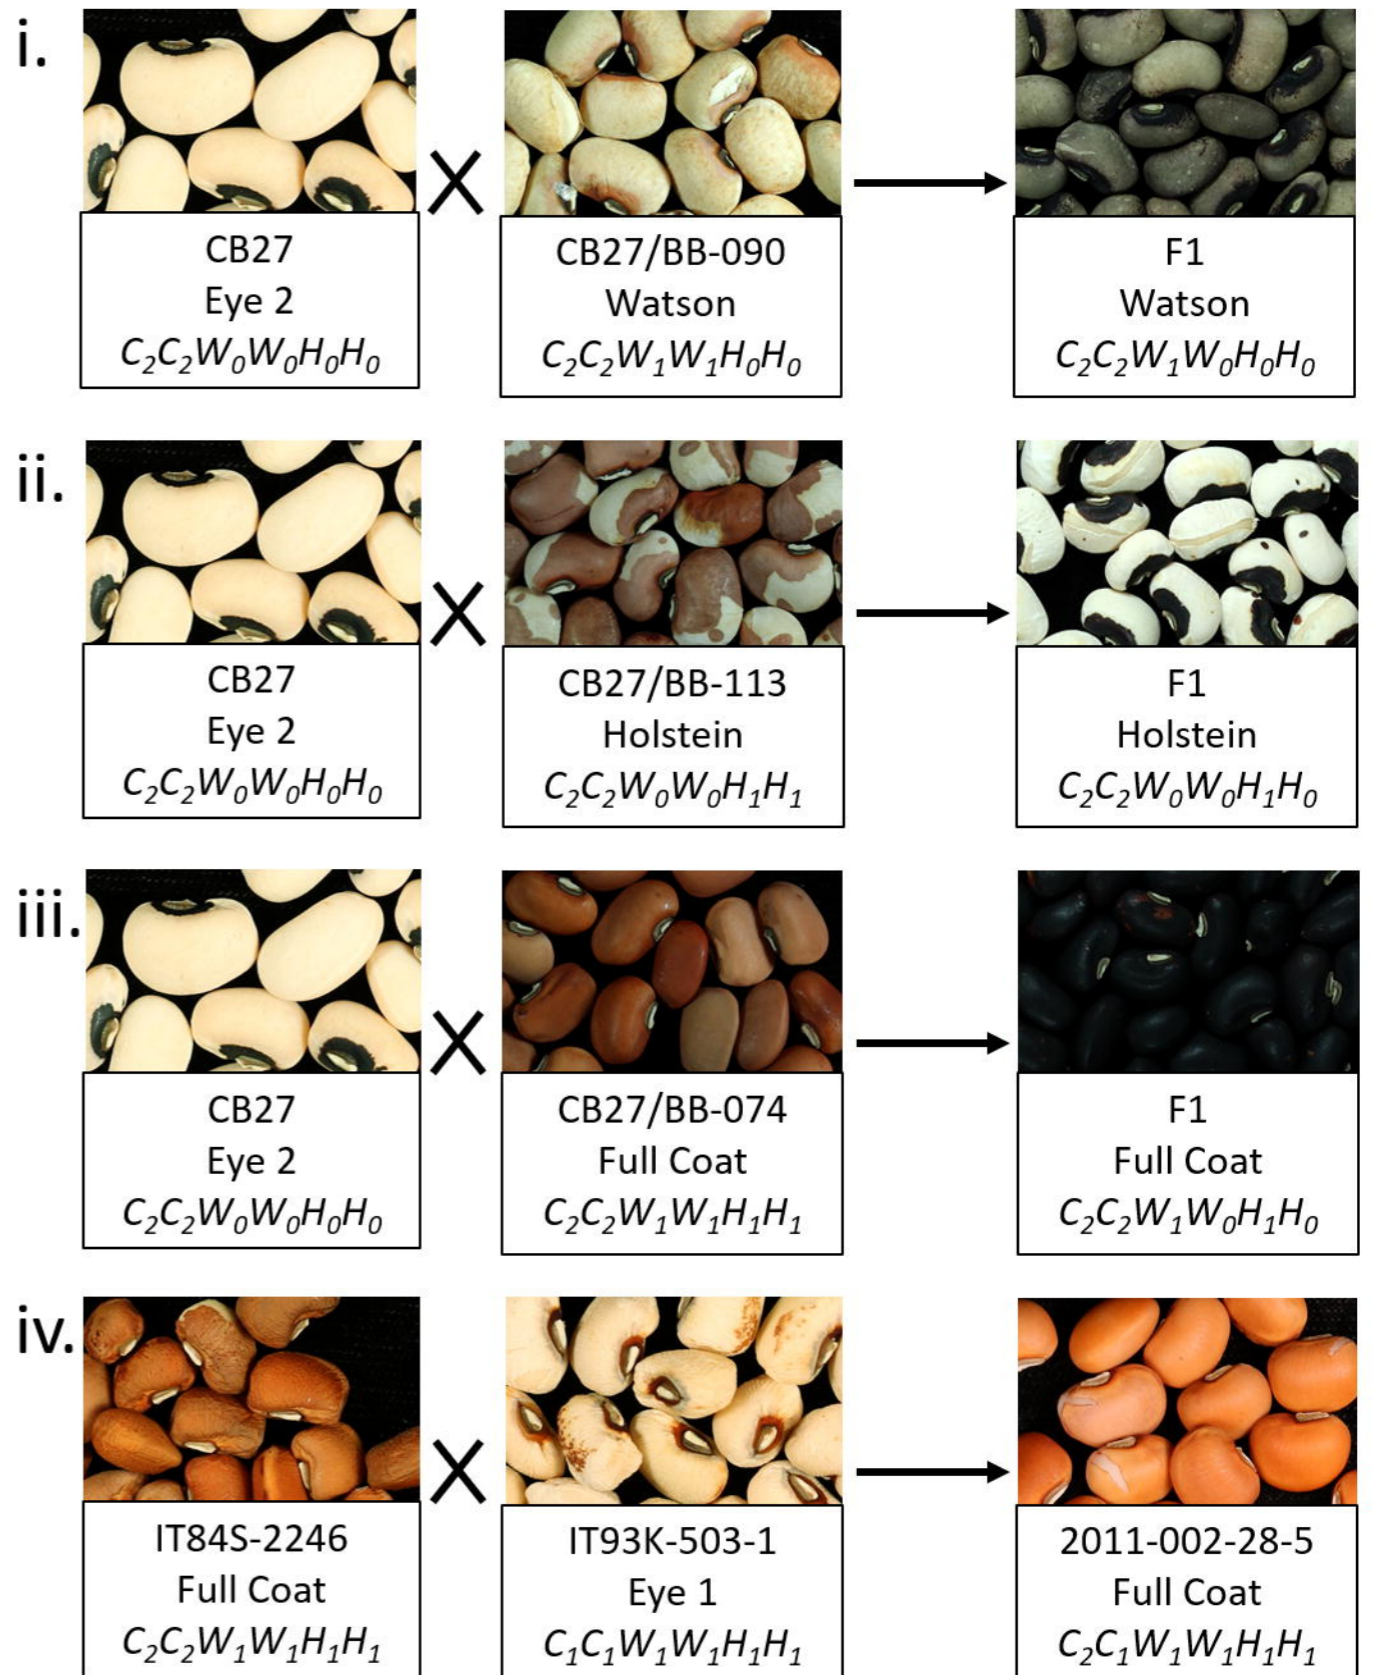 i.
X
CB27
Eye 2
C₂C₂W₀W₀H₀H₀
CB27/BB-090
Watson
C₂C₂W₁W₁H₀H₀
F1
Watson
C₂C₂W₁W₀H₀H₀
ii.
X
CB27
Eye 2
C₂C₂W₀W₀H₀H₀
CB27/BB-113
Holstein
C₂C₂W₀W₀H₁H₁
F1
Holstein
C₂C₂W₀W₀H₁H₀
iii.
X
CB27
Eye 2
C₂C₂W₀W₀H₀H₀
CB27/BB-074
Full Coat
C₂C₂W₁W₁H₁H₁
F1
Full Coat
C₂C₂W₁W₀H₁H₀
iv.
X
IT84S-2246
Full Coat
C₂C₂W₁W₁H₁H₁
IT93K-503-1
Eye 1
C₁C₁W₁W₁H₁H₁
2011-002-28-5
Full Coat
C₂C₁W₁W₁H₁H₁